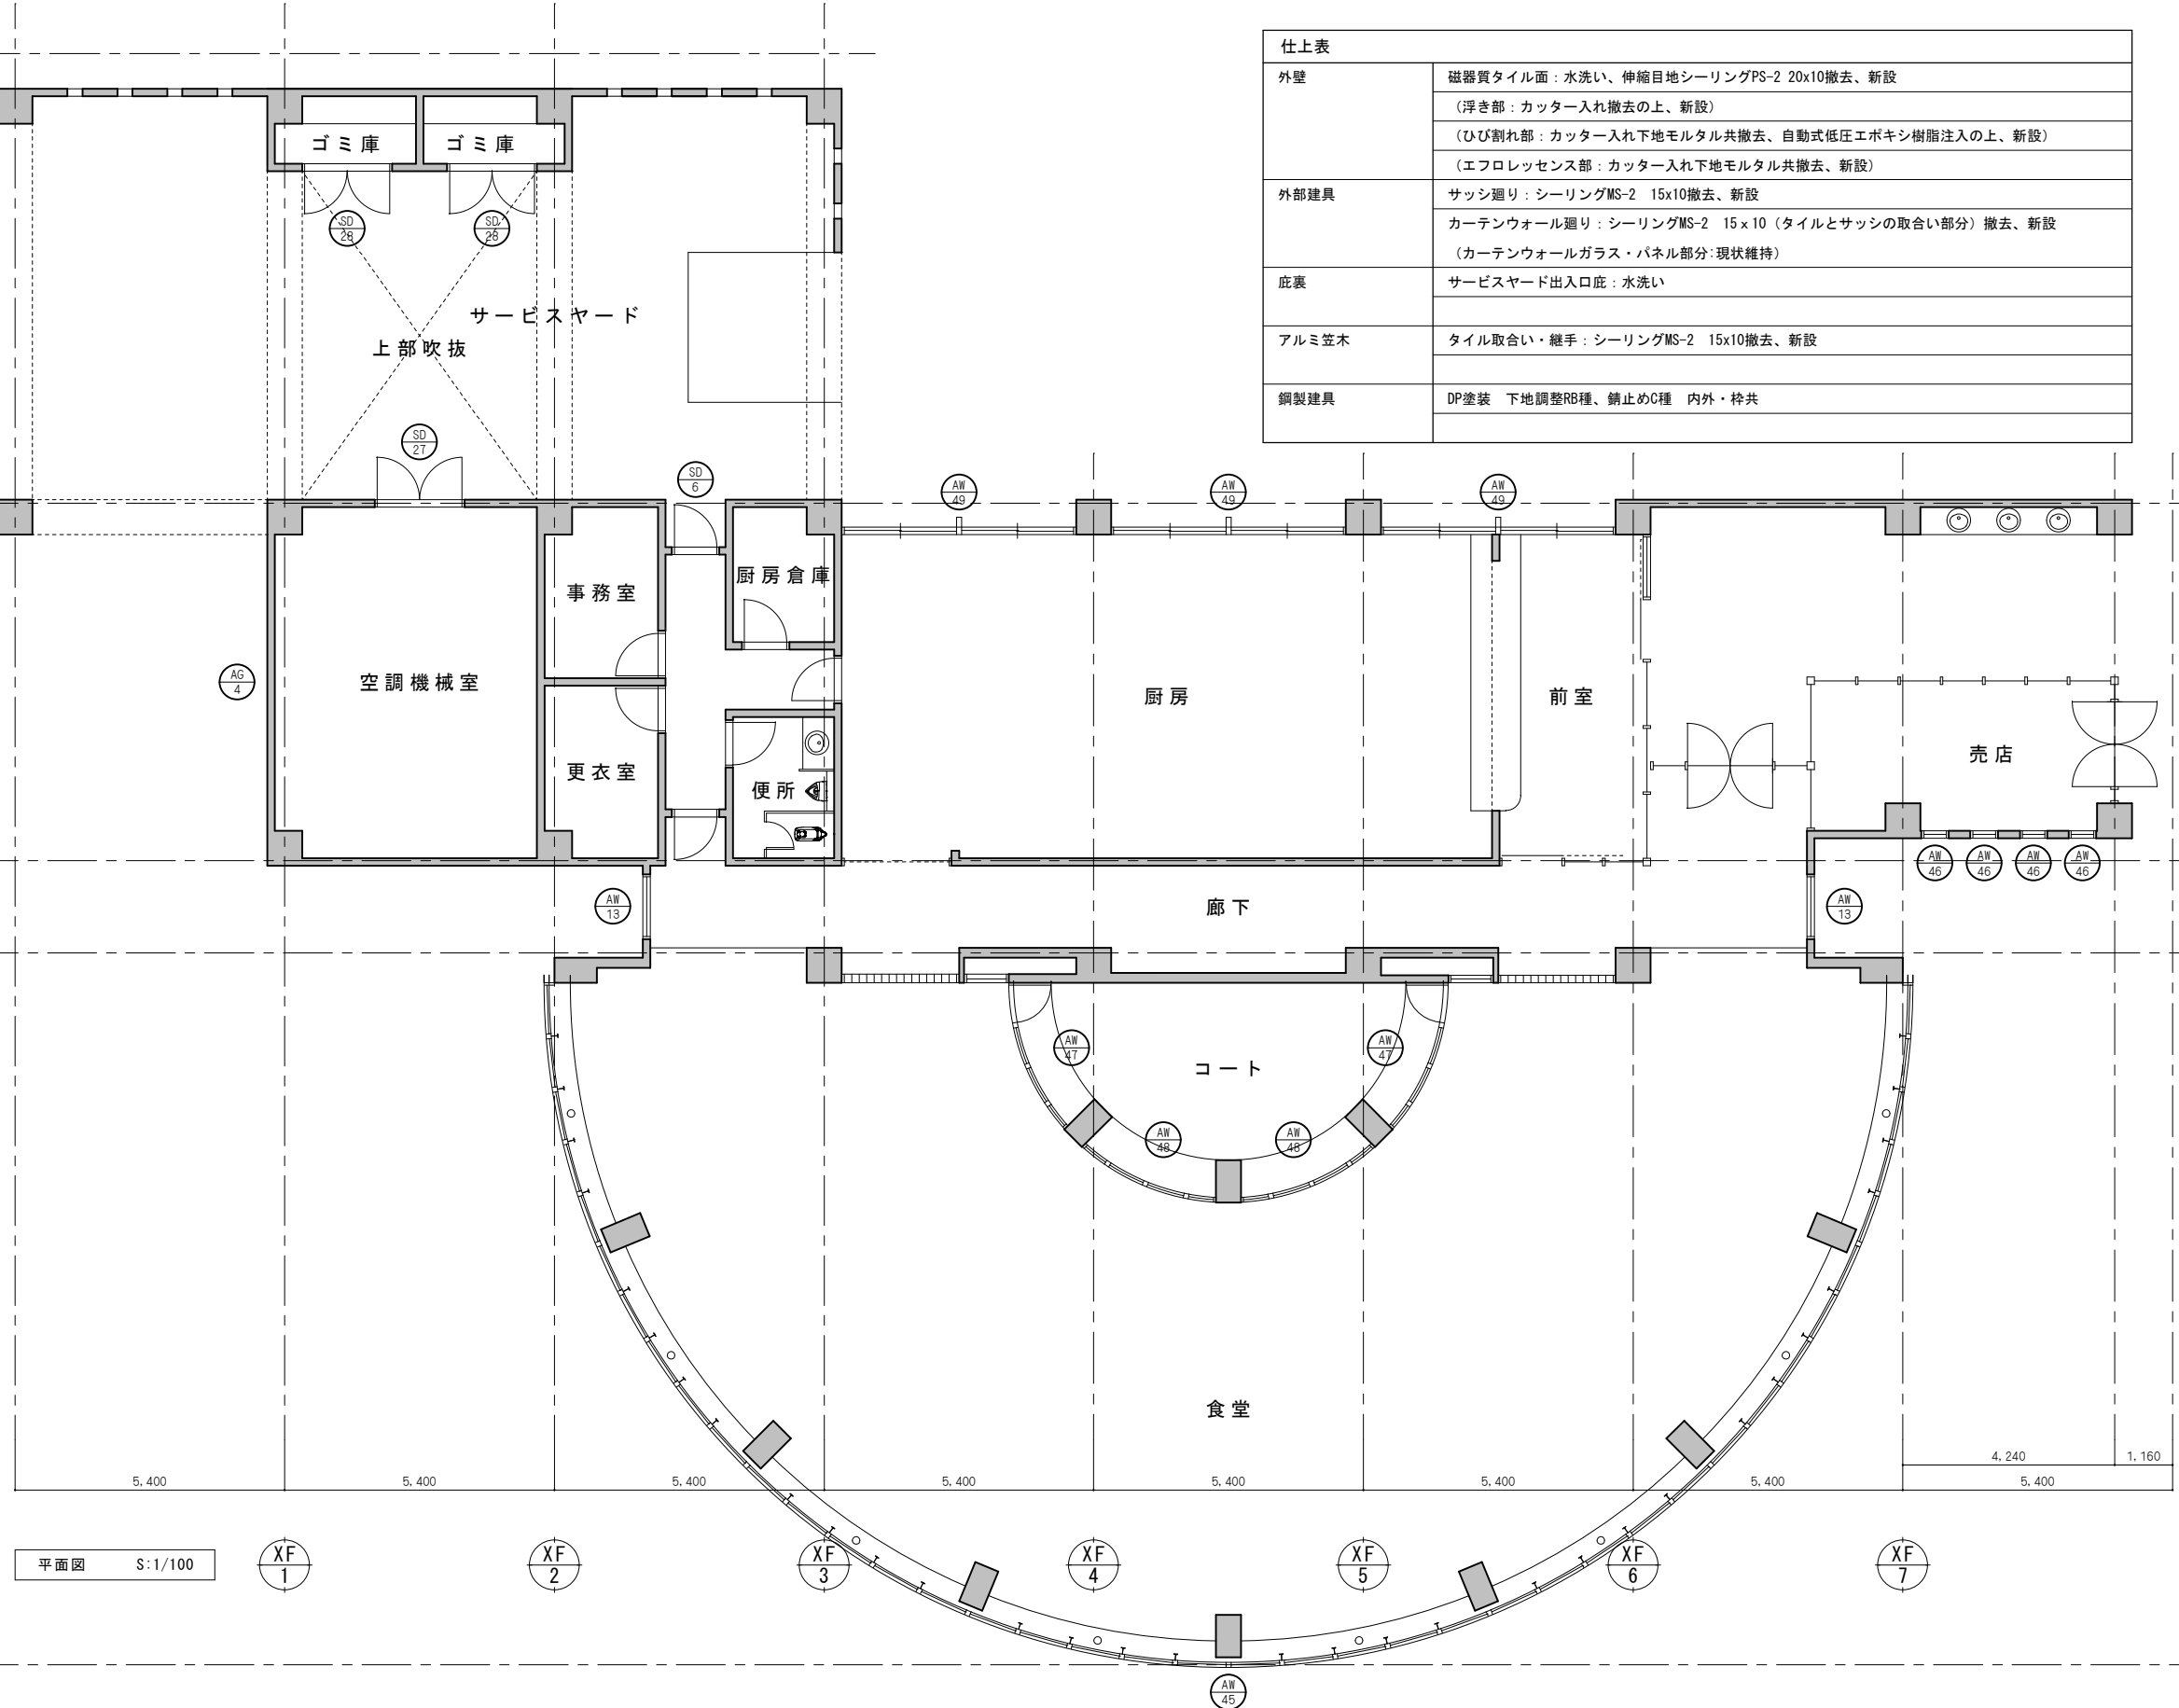 仕上表
外壁 磁器質タイル面：水洗い、伸縮目地シーリングPS-2 20x10撤去、新設
（浮き部：カッター入れ撤去の上、新設）
（ひび割れ部：カッター入れ下地モルタル共撤去、自動式低圧エポキシ樹脂注入の上、新設）
（エフロレッセンス部：カッター入れ下地モルタル共撤去、新設）
外部建具 サッシ廻り：シーリングMS-2　15x10撤去、新設
カーテンウォール廻り：シーリングMS-2　15ｘ10（タイルとサッシの取合い部分）撤去、新設
（カーテンウォールガラス・パネル部分:現状維持）
庇裏 サービスヤード出入口庇：水洗い
アルミ笠木 タイル取合い・継手：シーリングMS-2　15x10撤去、新設
鋼製建具 DP塗装　下地調整RB種、錆止めC種　内外・枠共
ゴミ庫 ゴミ庫
SD
28
SD
28
サービスヤード
上部吹抜
SD
27
SD
6
AW
49
AW
49
AW
49
厨房倉庫
事務室
AG
4
空調機械室
厨房
前室
売店
更衣室
便所
AW
46
AW
46
AW
46
AW
46
AW
13
廊下
AW
13
AW
47
AW
47
コート
AW
48
AW
48
食堂
4,240 1,160
5,400 5,400 5,400 5,400 5,400 5,400 5,400 5,400
平面図 S:1/100
XF
1
XF
2
XF
3
XF
4
XF
5
XF
6
XF
7
AW
45